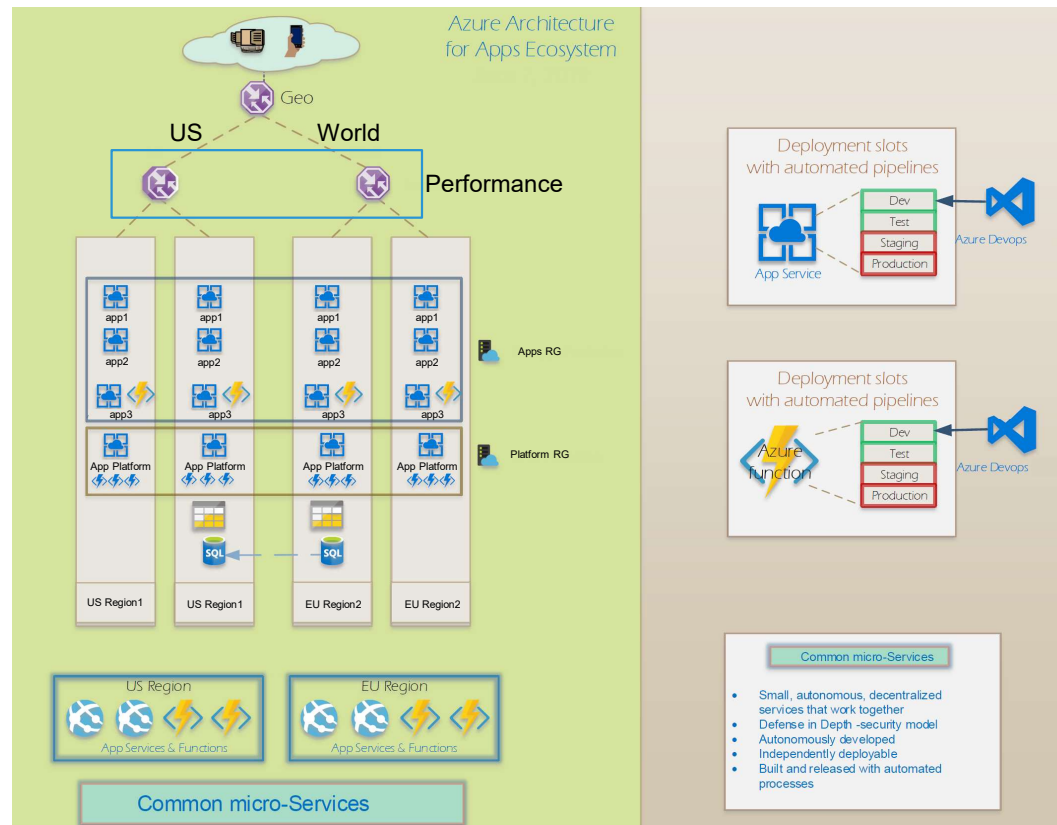 Azure Architecture
for Apps Ecosystem
Geo
US
World
Performance
app1
app1
app1
app1
app2
app2
app2
app2
app3
app3
app3
app3
Apps RG
App Platform
App Platform
App Platform
App Platform
Platform RG
SQL
SQL
US Region1
US Region1
EU Region2
EU Region2
US Region
App Services & Functions
EU Region
App Services & Functions
Common micro-Services
Deployment slots
with automated pipelines
App Service
Dev
Test
Staging
Production
Azure Devops
Deployment slots
with automated pipelines
Azure
function
Dev
Test
Staging
Production
Azure Devops
Common micro-Services
• Small, autonomous, decentralized
services that work together
• Defense in Depth -security model
• Autonomously developed
• Independently deployable
• Built and released with automated
processes